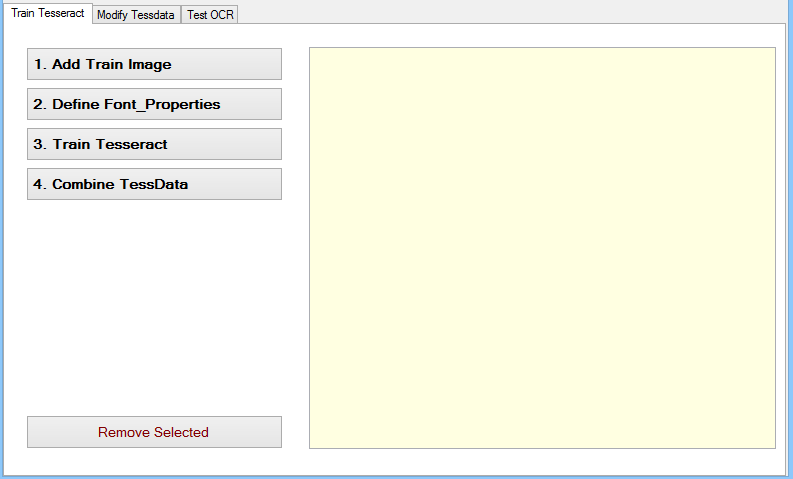 Train Tesseract Modify Tessdata Test OCR
1. Add Train Image
2. Define Font_Properties
3. Train Tesseract
4. Combine TessData
Remove Selected